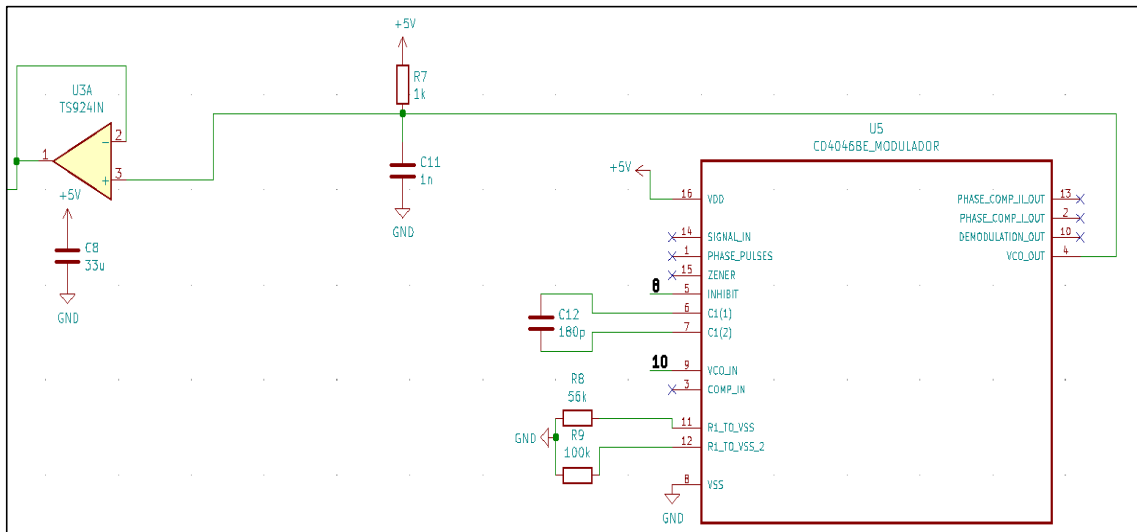 +5V
R7
1k
U3A
TS924IN
2
1
3
+5V
C8
33u
GND
C11
1n
GND
U5
CD4046BE_MODULADOR
+5V
16 VDD
14 SIGNAL_IN
1 PHASE_PULSES
15 ZENER
8
5 INHIBIT
6 C1(1)
7 C1(2)
C12
180p
10
9 VCO_IN
3 COMP_IN
R8
56k
11 R1_TO_VSS
GND
R9
100k
12 R1_TO_VSS_2
8 VSS
GND
PHASE_COMP_II_OUT 13
PHASE_COMP_I_OUT 2
DEMODULATION_OUT 10
VCO_OUT 4